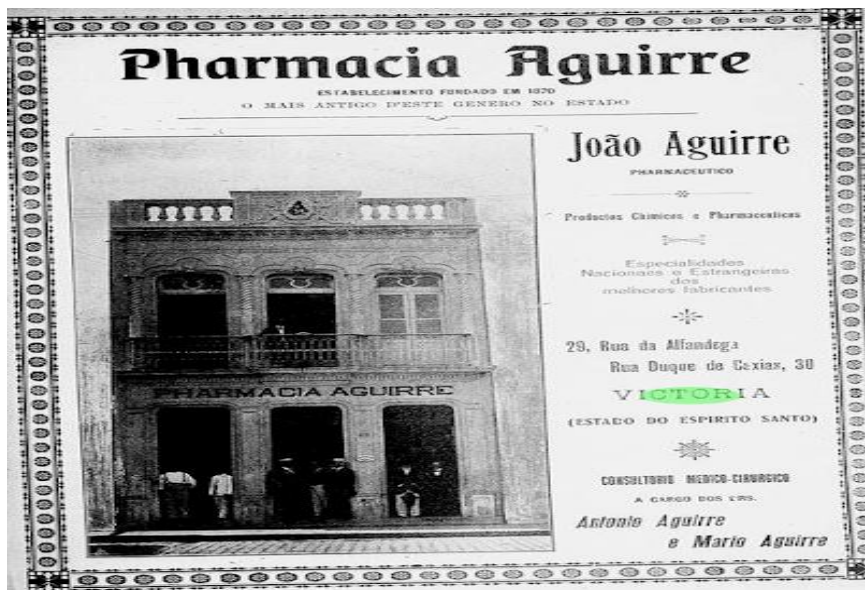 Pharmacia Aguirre
ESTABELECIMENTO FUNDADO EM 1870
O MAIS ANTIGO D'ESTE GENERO NO ESTADO
João Aguirre
PHARMACEUTICO
Productos Chimicos e Pharmaceuticos
Especialidades
Nacionaes e Estrangeiras
dos
melhores fabricantes
29, Rua da Alfandega
Rua Duque de Caxias, 30
VICTORIA
(ESTADO DO ESPIRITO SANTO)
CONSULTORIO MEDICO-CIRURGICO
A CARGO DOS DRS.
Antonio Aguirre
e Mario Aguirre
PHARMACIA AGUIRRE